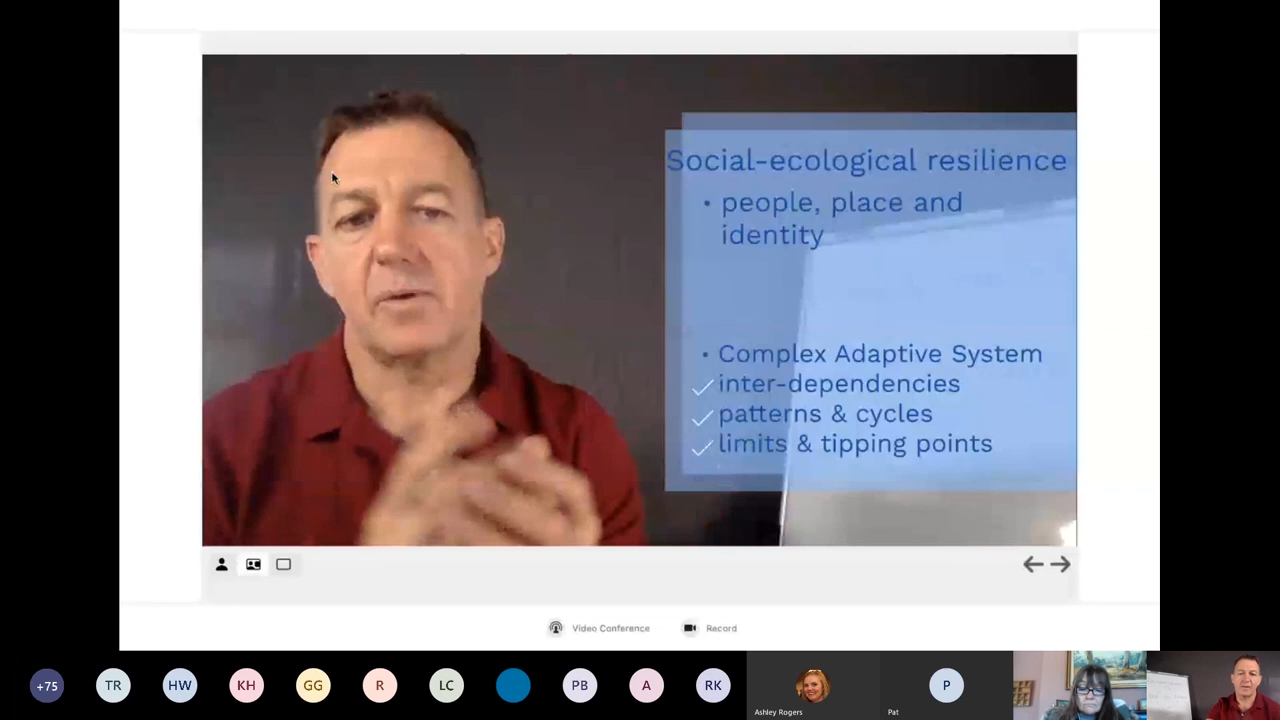 Social-ecological resilience
• people, place and
identity
• Complex Adaptive System
inter-dependencies
patterns & cycles
limits & tipping points
Video Conference
Record
+75
TR
HW
KH
GG
R
LC
PB
A
RK
Ashley Rogers
P
Pat